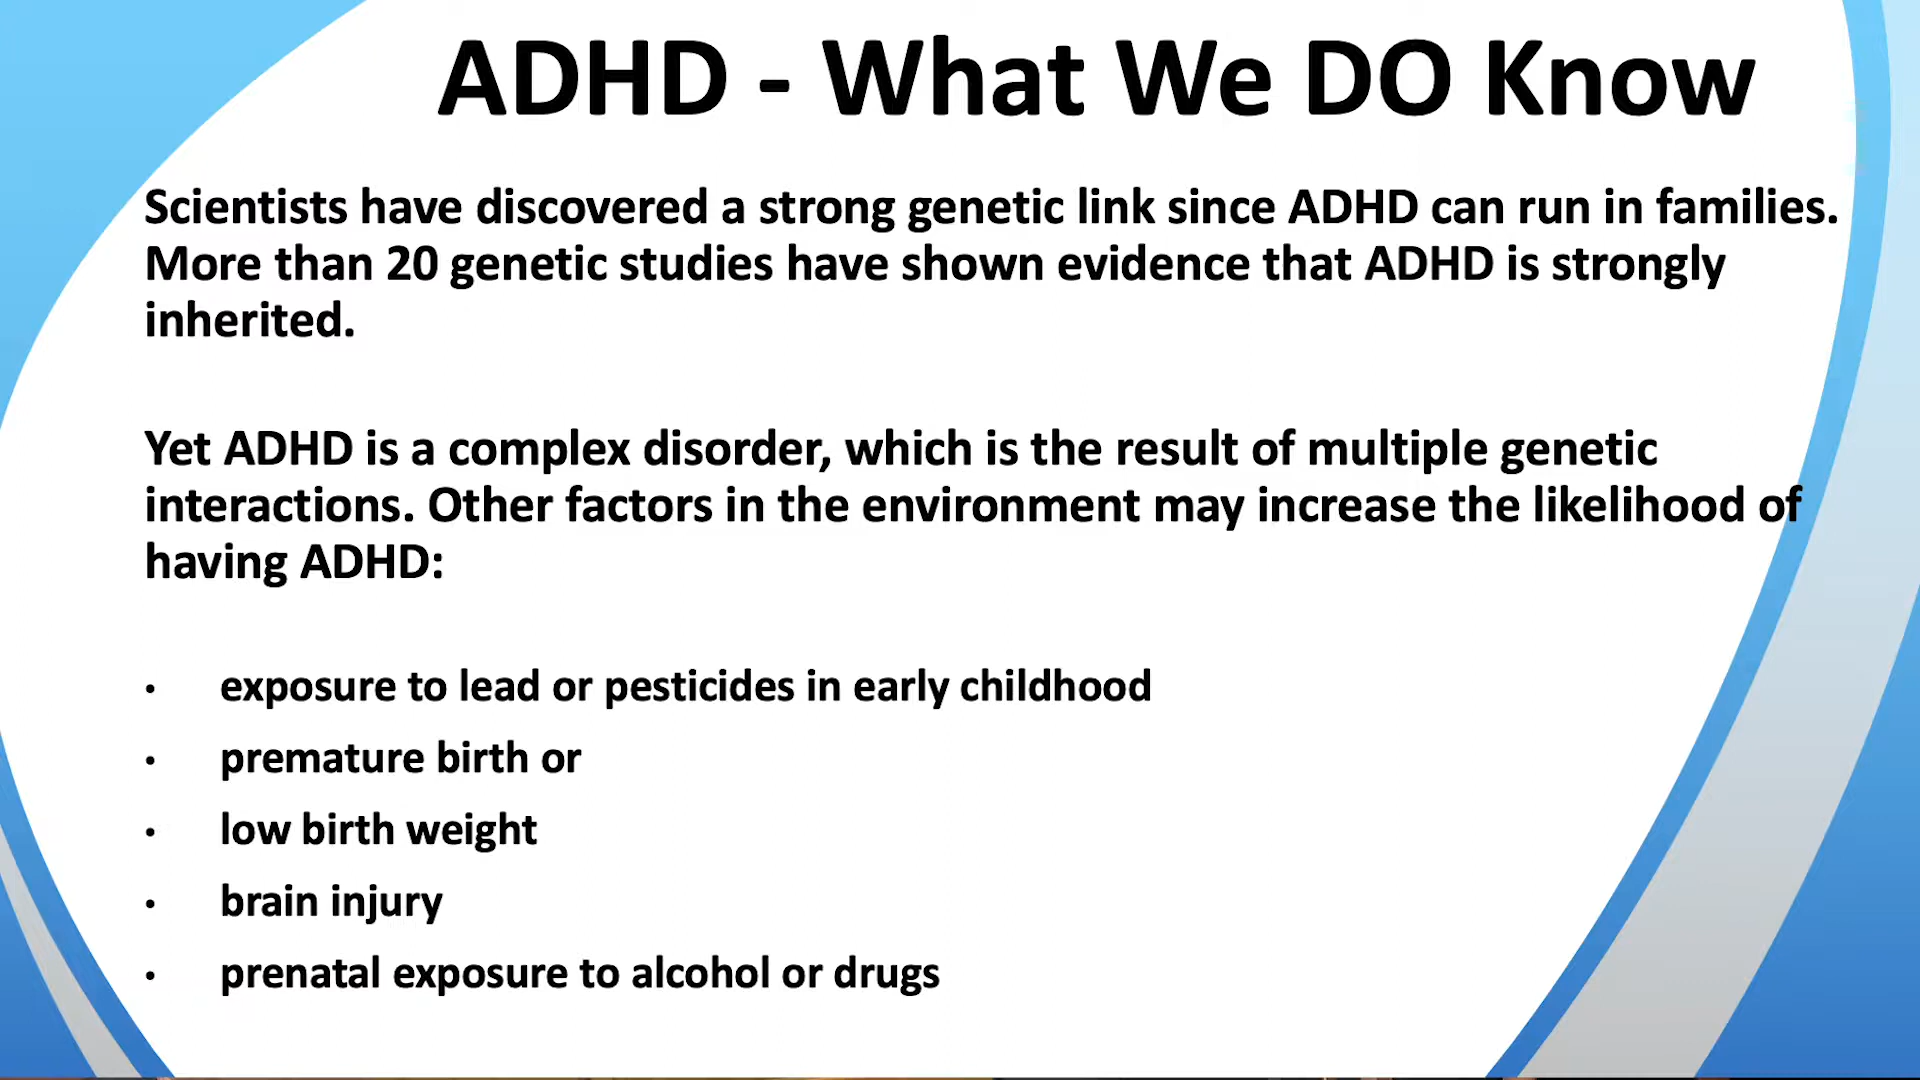 ADHD - What We DO Know
Scientists have discovered a strong genetic link since ADHD can run in families.
More than 20 genetic studies have shown evidence that ADHD is strongly
inherited.
Yet ADHD is a complex disorder, which is the result of multiple genetic
interactions. Other factors in the environment may increase the likelihood of
having ADHD:
• exposure to lead or pesticides in early childhood
• premature birth or
• low birth weight
• brain injury
• prenatal exposure to alcohol or drugs